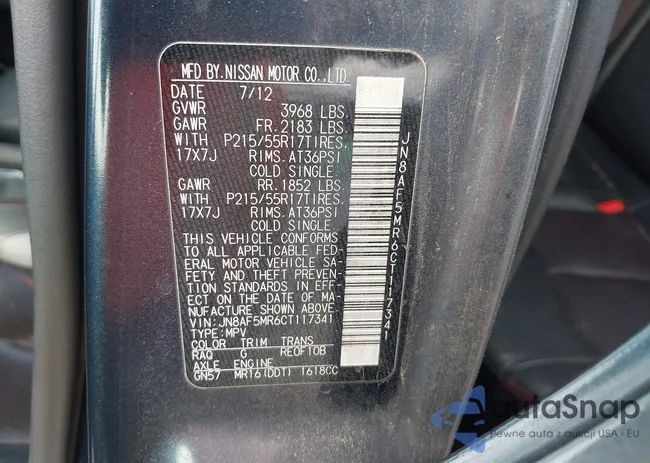 MFD BY. NISSAN MOTOR CO., LTD.
DATE 7/12
GVWR 3968 LBS.
GAWR FR. 2183 LBS.
WITH P215/55R17TIRES,
17X7J RIMS. AT36PSI
COLD SINGLE.
GAWR RR. 1852 LBS.
WITH P215/55R17TIRES,
17X7J RIMS. AT36PSI
COLD SINGLE.
THIS VEHICLE CONFORMS
TO ALL APPLICABLE FED-
ERAL MOTOR VEHICLE SA-
FETY AND THEFT PREVEN-
TION STANDARDS IN EFF-
ECT ON THE DATE OF MA-
NUFACTURE SHOWN ABOVE.
VIN: JN8AF5MR6CT117341
TYPE: MPV
COLOR TRIM TRANS
RAQ G RE0F10B
AXLE ENGINE
GN57 MR16(DDT) 1618CC
JN8AF5MR6CT117341
autaSnap
Pewne auto z aukcji USA i EU